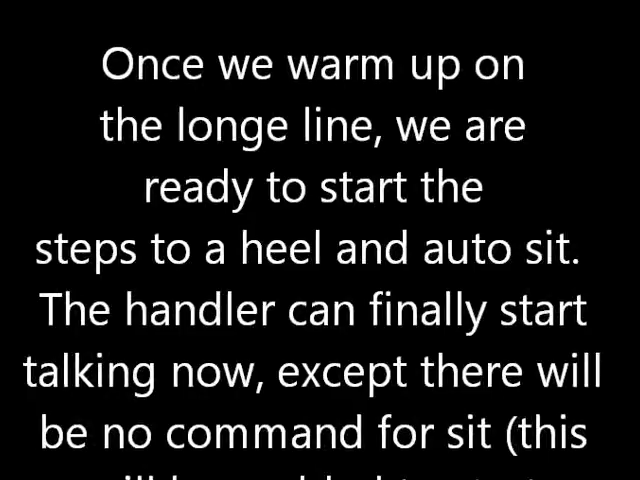 Once we warm up on
the longe line, we are
ready to start the
steps to a heel and auto sit.
The handler can finally start
talking now, except there will
be no command for sit (this